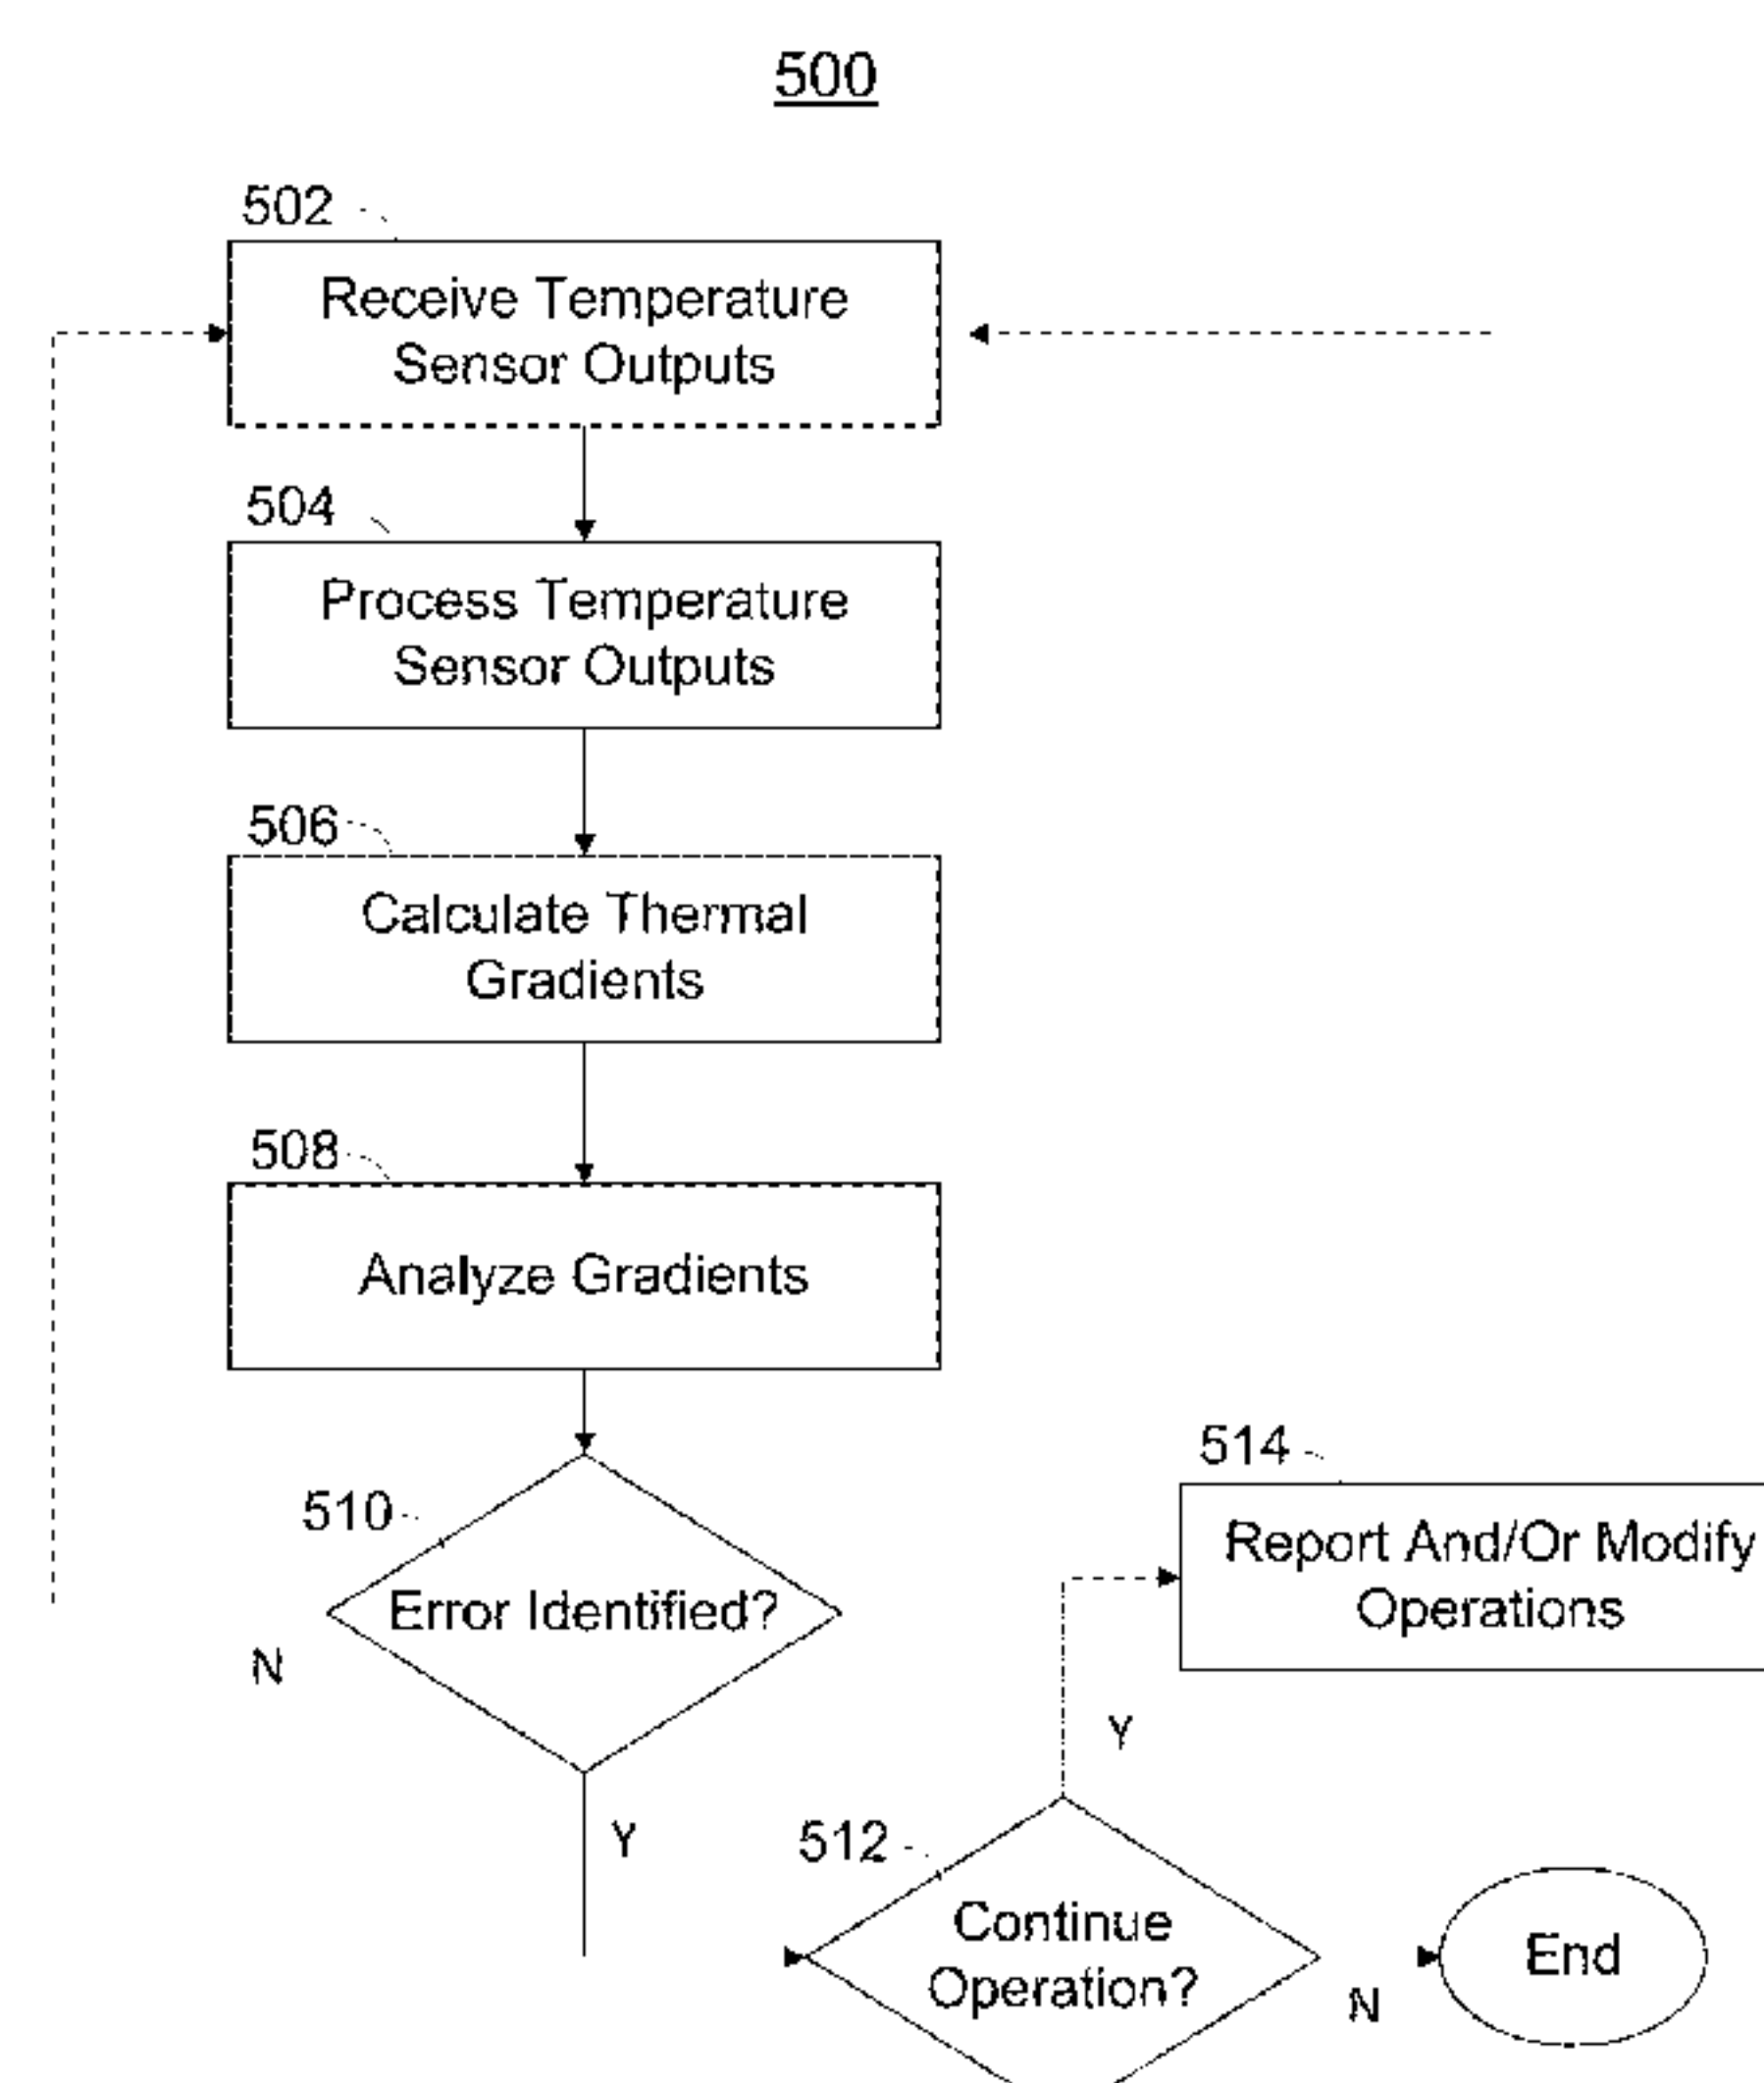 500
502
Receive Temperature
Sensor Outputs
504
Process Temperature
Sensor Outputs
506
Calculate Thermal
Gradients
508
Analyze Gradients
510
Error Identified?
N
Y
514
Report And/Or Modify
Operations
Y
512
Continue
Operation?
N
End